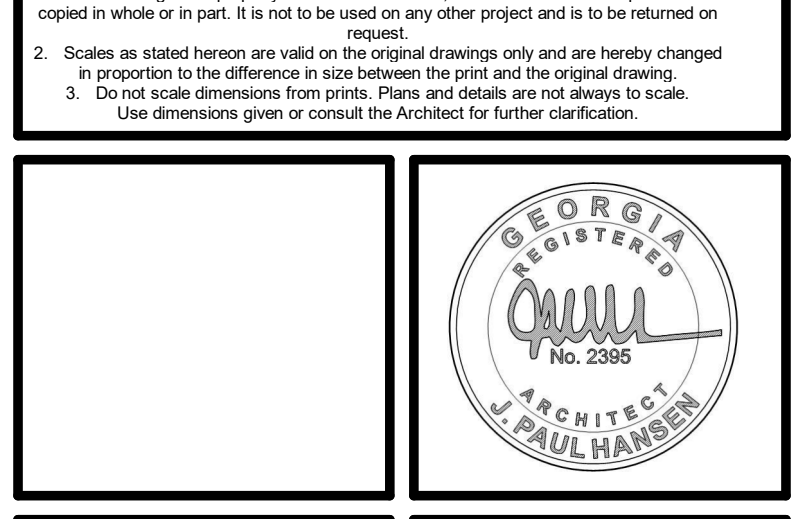 copied in whole or in part. It is not to be used on any other project and is to be returned on
request.
2. Scales as stated hereon are valid on the original drawings only and are hereby changed
in proportion to the difference in size between the print and the original drawing.
3. Do not scale dimensions from prints. Plans and details are not always to scale.
Use dimensions given or consult the Architect for further clarification.
GEORGIA
REGISTERED
No. 2395
ARCHITECT
J. PAUL HANSEN